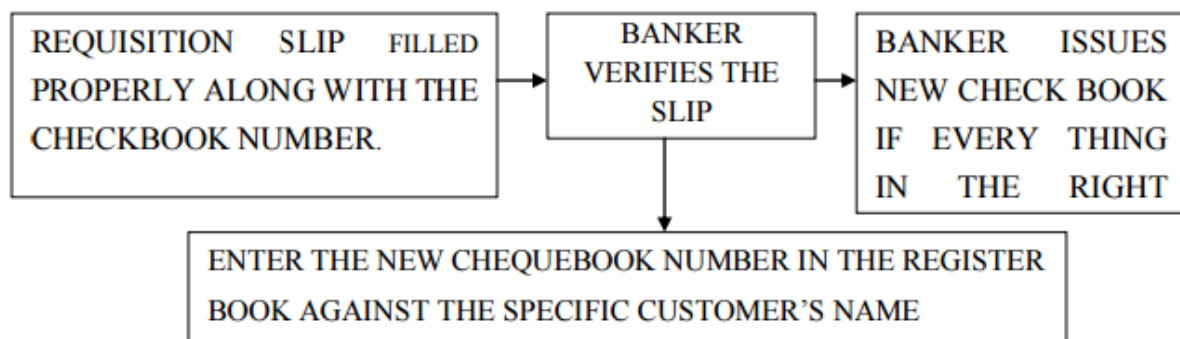 REQUISITION SLIP FILLED
PROPERLY ALONG WITH THE
CHECKBOOK NUMBER.
BANKER
VERIFIES THE
SLIP
BANKER ISSUES
NEW CHECK BOOK
IF EVERY THING
IN THE RIGHT
ENTER THE NEW CHEQUEBOOK NUMBER IN THE REGISTER
BOOK AGAINST THE SPECIFIC CUSTOMER'S NAME